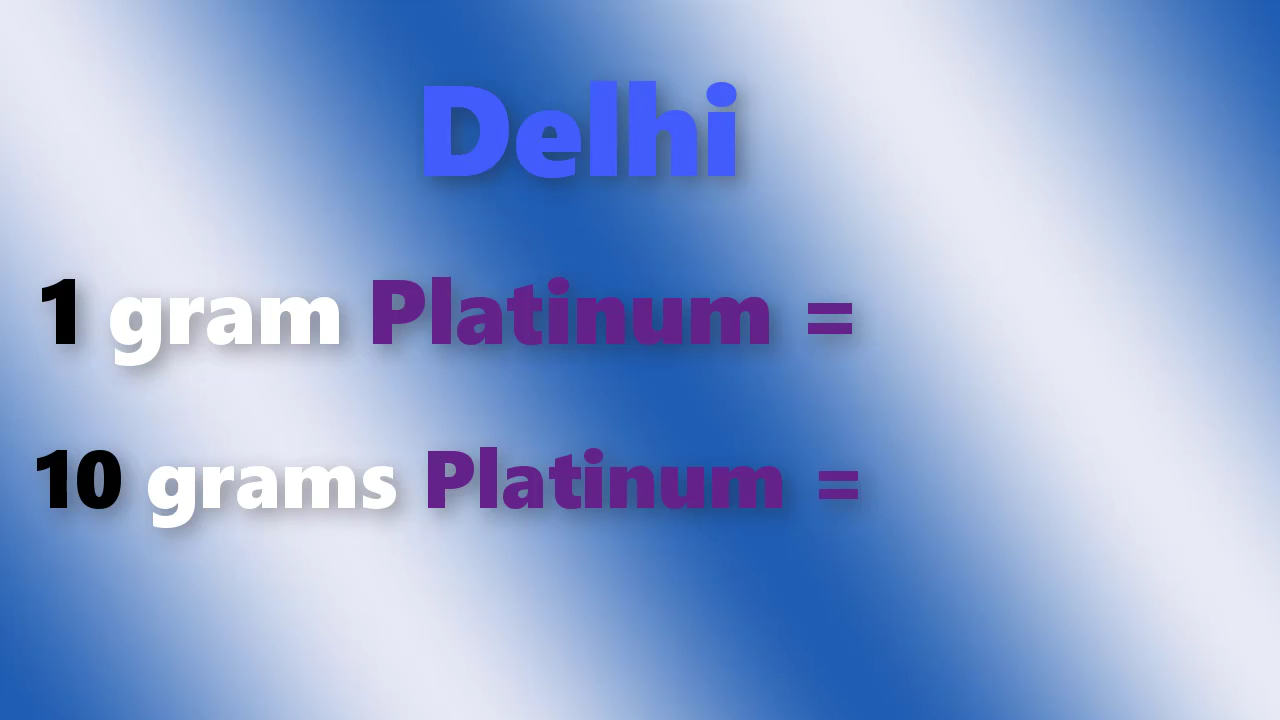 Delhi
1 gram Platinum =
10 grams Platinum =